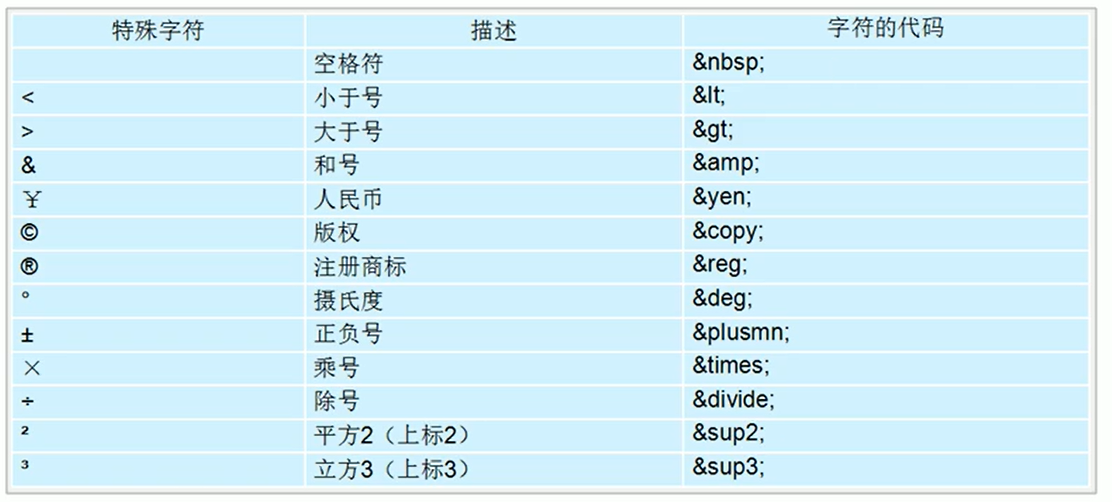 特殊字符 描述 字符的代码
空格符 &nbsp;
< 小于号 &lt;
> 大于号 &gt;
& 和号 &amp;
¥ 人民币 &yen;
© 版权 &copy;
® 注册商标 &reg;
° 摄氏度 &deg;
± 正负号 &plusmn;
× 乘号 &times;
÷ 除号 &divide;
² 平方2（上标2） &sup2;
³ 立方3（上标3） &sup3;